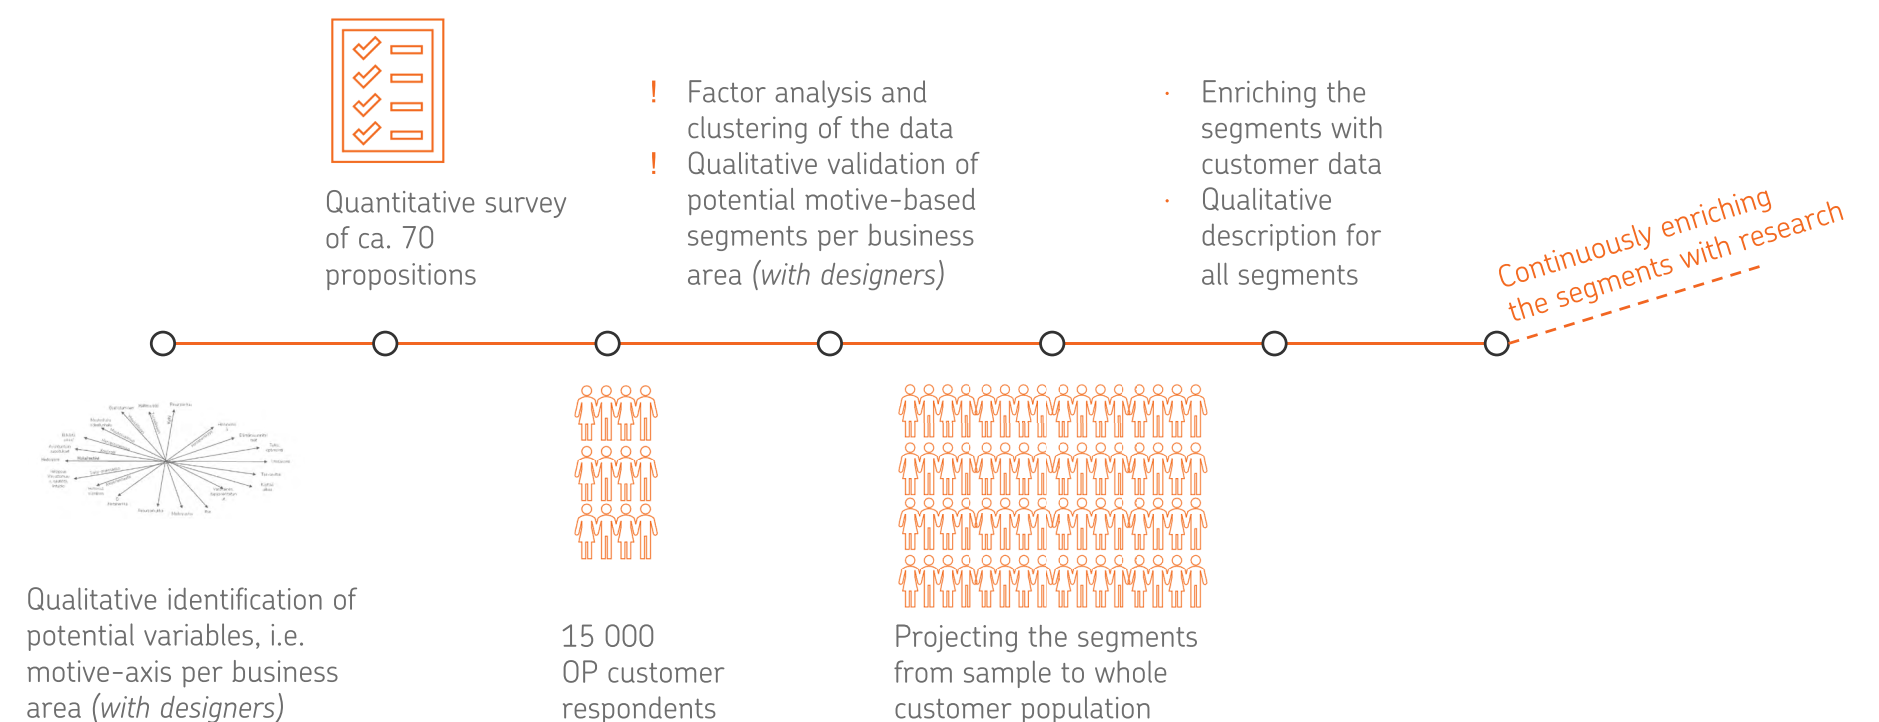 Quantitative survey
of ca. 70
propositions
! Factor analysis and
clustering of the data
! Qualitative validation of
potential motive-based
segments per business
area (with designers)
· Enriching the
segments with
customer data
· Qualitative
description for
all segments
Continuously enriching
the segments with research
Qualitative identification of
potential variables, i.e.
motive-axis per business
area (with designers)
15 000
OP customer
respondents
Projecting the segments
from sample to whole
customer population